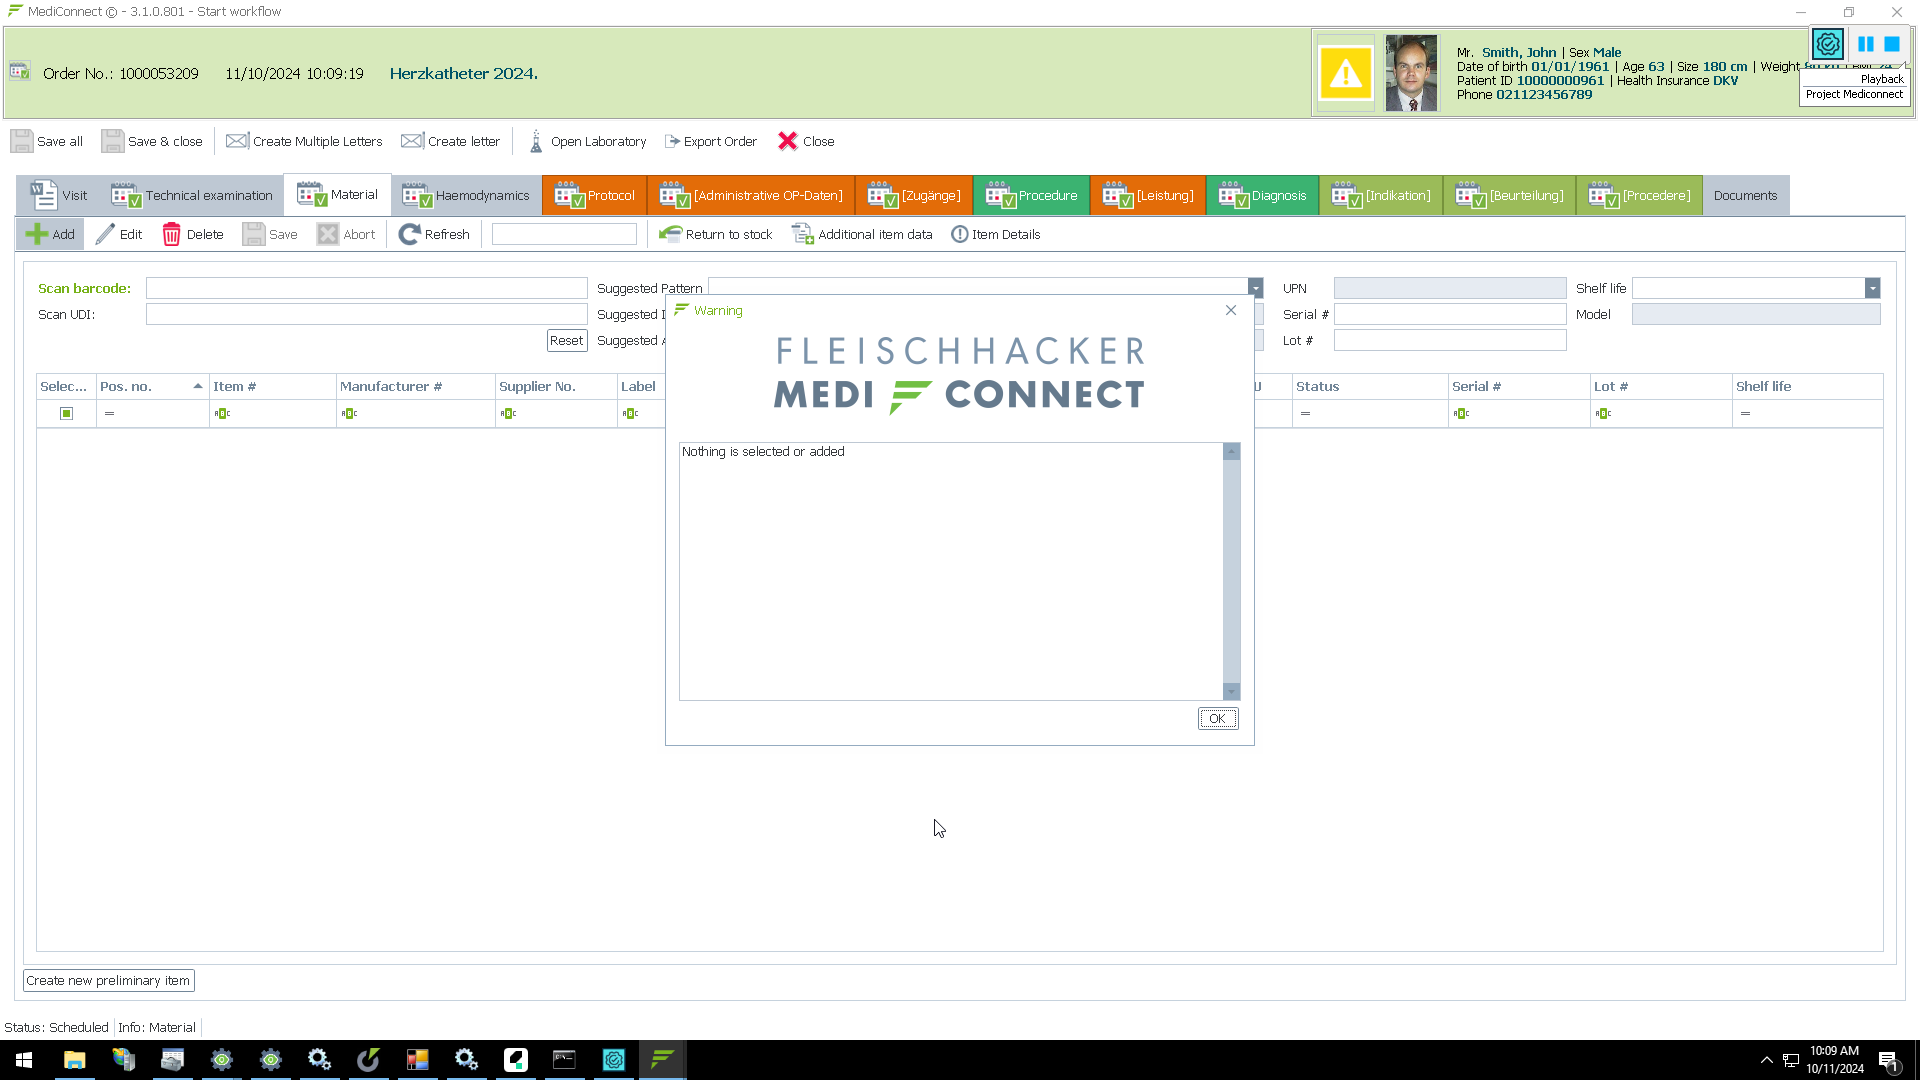 MediConnect © - 3.1.0.801 - Start workflow
Order No.: 1000053209 11/10/2024 10:09:19 Herzkatheter 2024.
Mr. Smith, John | Sex Male
Date of birth 01/01/1961 | Age 63 | Size 180 cm | Weight
Patient ID 10000000961 | Health Insurance DKV
Phone 021123456789
Playback
Project Mediconnect
Save all Save & close Create Multiple Letters Create letter Open Laboratory Export Order Close
Visit Technical examination Material Haemodynamics Protocol [Administrative OP-Daten] [Zugänge] Procedure [Leistung] Diagnosis [Indikation] [Beurteilung] [Procedere] Documents
Add Edit Delete Save Abort Refresh Return to stock Additional item data Item Details
Scan barcode: Suggested Pattern UPN Shelf life
Scan UDI: Suggested Serial # Model
Reset Suggested Lot #
Selec... Pos. no. Item # Manufacturer # Supplier No. Label Status Serial # Lot # Shelf life
Warning
FLEISCHHACKER
MEDI CONNECT
Nothing is selected or added
OK
Create new preliminary item
Status: Scheduled Info: Material
10:09 AM
10/11/2024
1